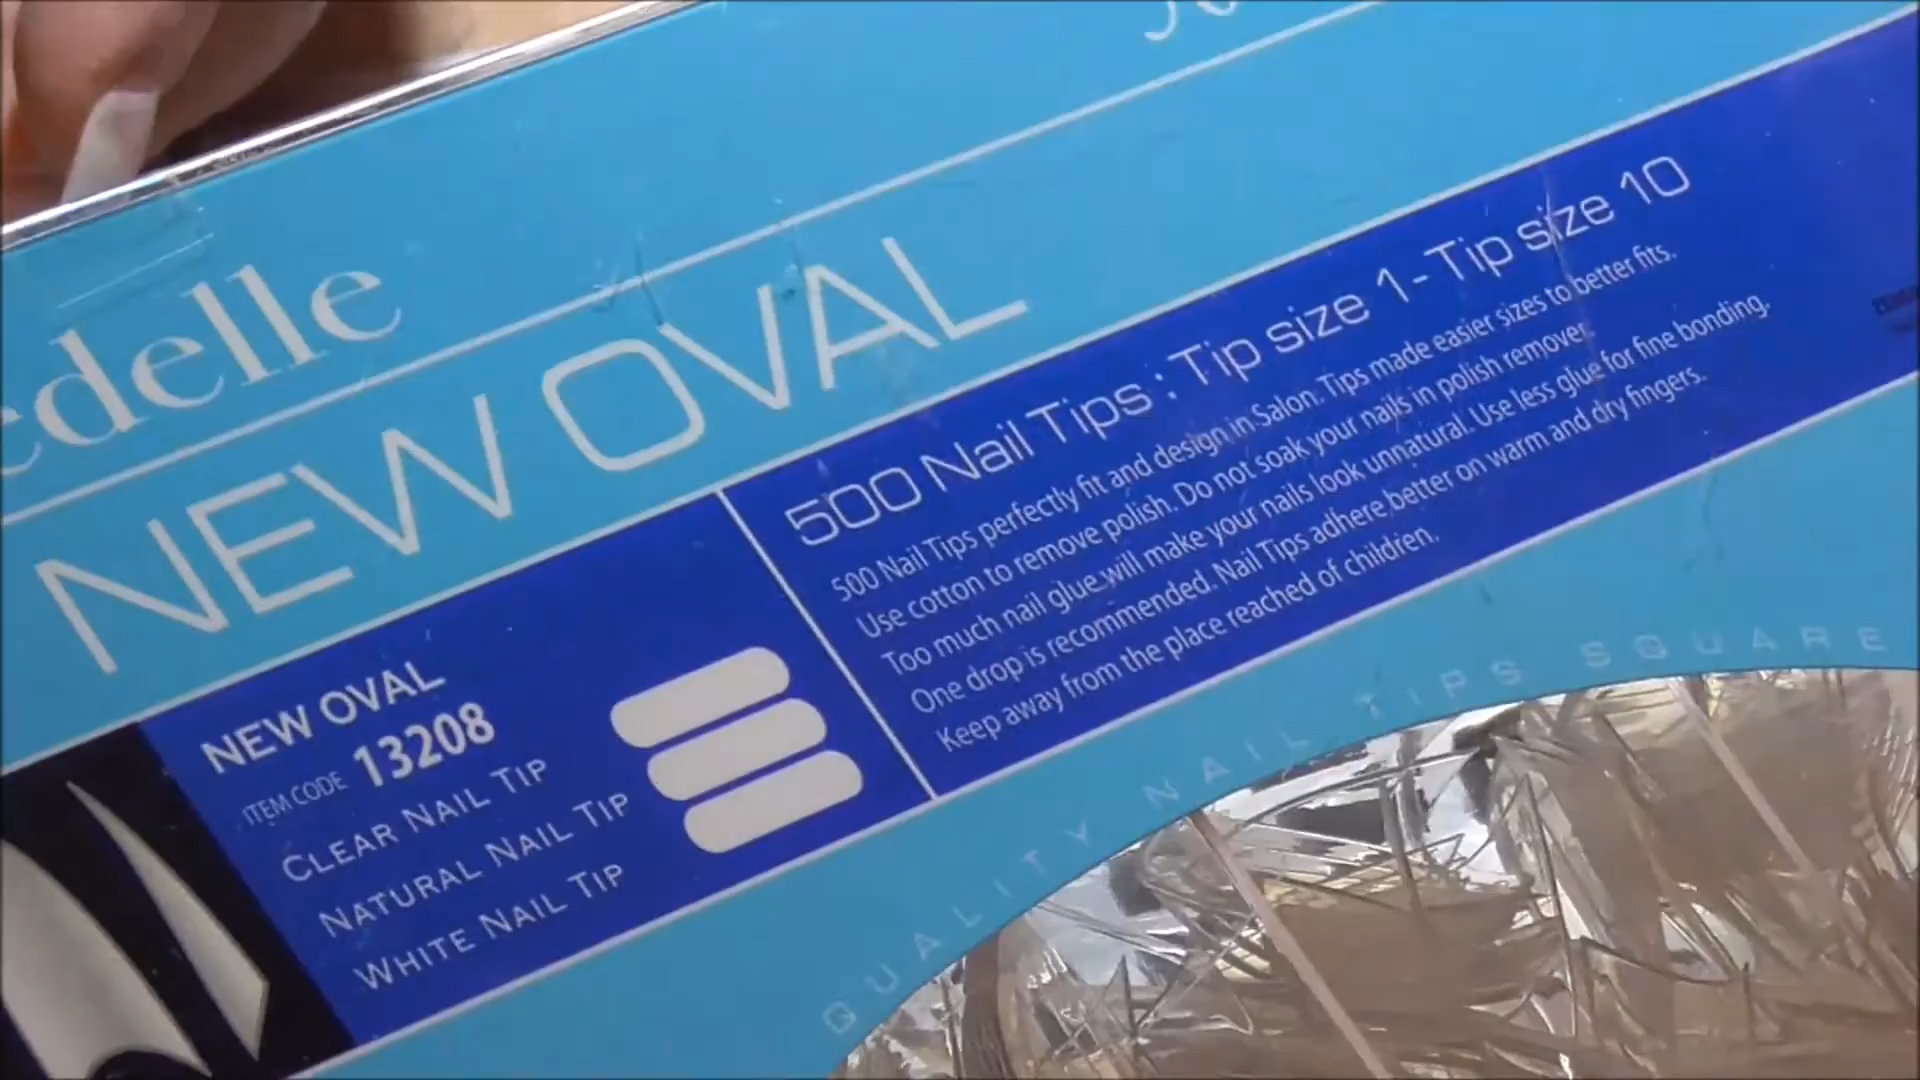 edelle
NEW OVAL
500 Nail Tips : Tip size 1 - Tip size 10
500 Nail Tips perfectly fit and design in Salon. Tips made easier sizes to better fits.
Use cotton to remove polish. Do not soak your nails in polish remover.
Too much nail glue will make your nails look unnatural. Use less glue for fine bonding.
One drop is recommended. Nail Tips adhere better on warm and dry fingers.
Keep away from the place reached of children.
NEW OVAL
ITEM CODE 13208
CLEAR NAIL TIP
NATURAL NAIL TIP
WHITE NAIL TIP
QUALITY NAIL TIPS SQUARE